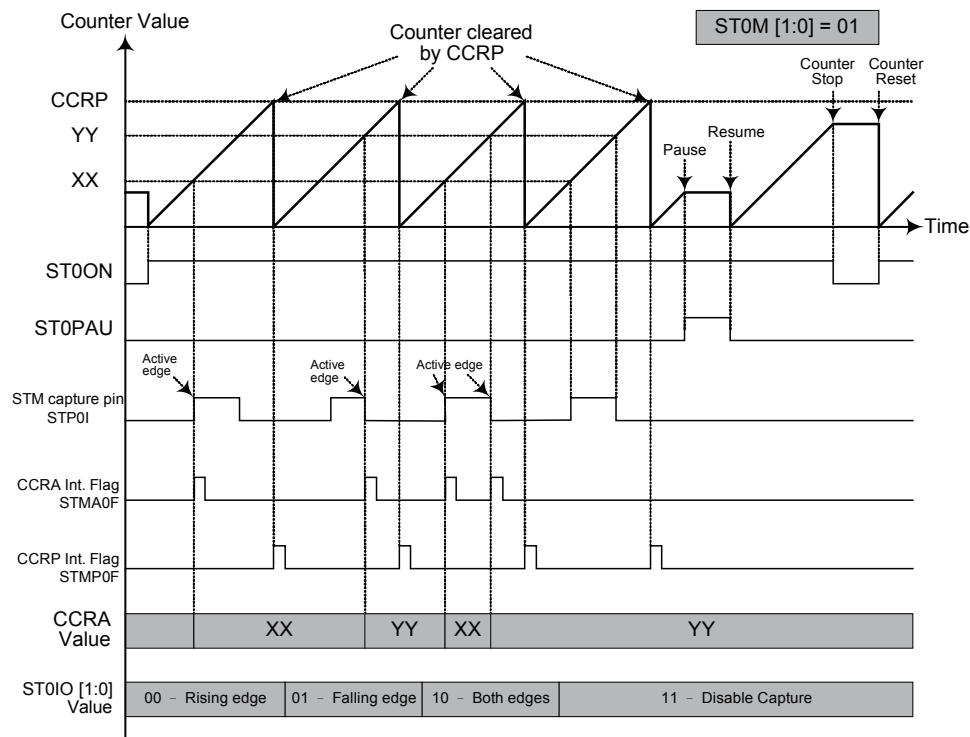 Counter Value
ST0M [1:0] = 01
Counter cleared
by CCRP
Counter
Stop
Counter
Reset
CCRP
YY
XX
Pause
Resume
Time
ST0ON
ST0PAU
Active
edge
Active
edge
Active edge
STM capture pin
STP0I
CCRA Int. Flag
STMA0F
CCRP Int. Flag
STMP0F
CCRA
Value
XX
YY
XX
YY
ST0IO [1:0]
Value
00 – Rising edge
01 – Falling edge
10 – Both edges
11 – Disable Capture